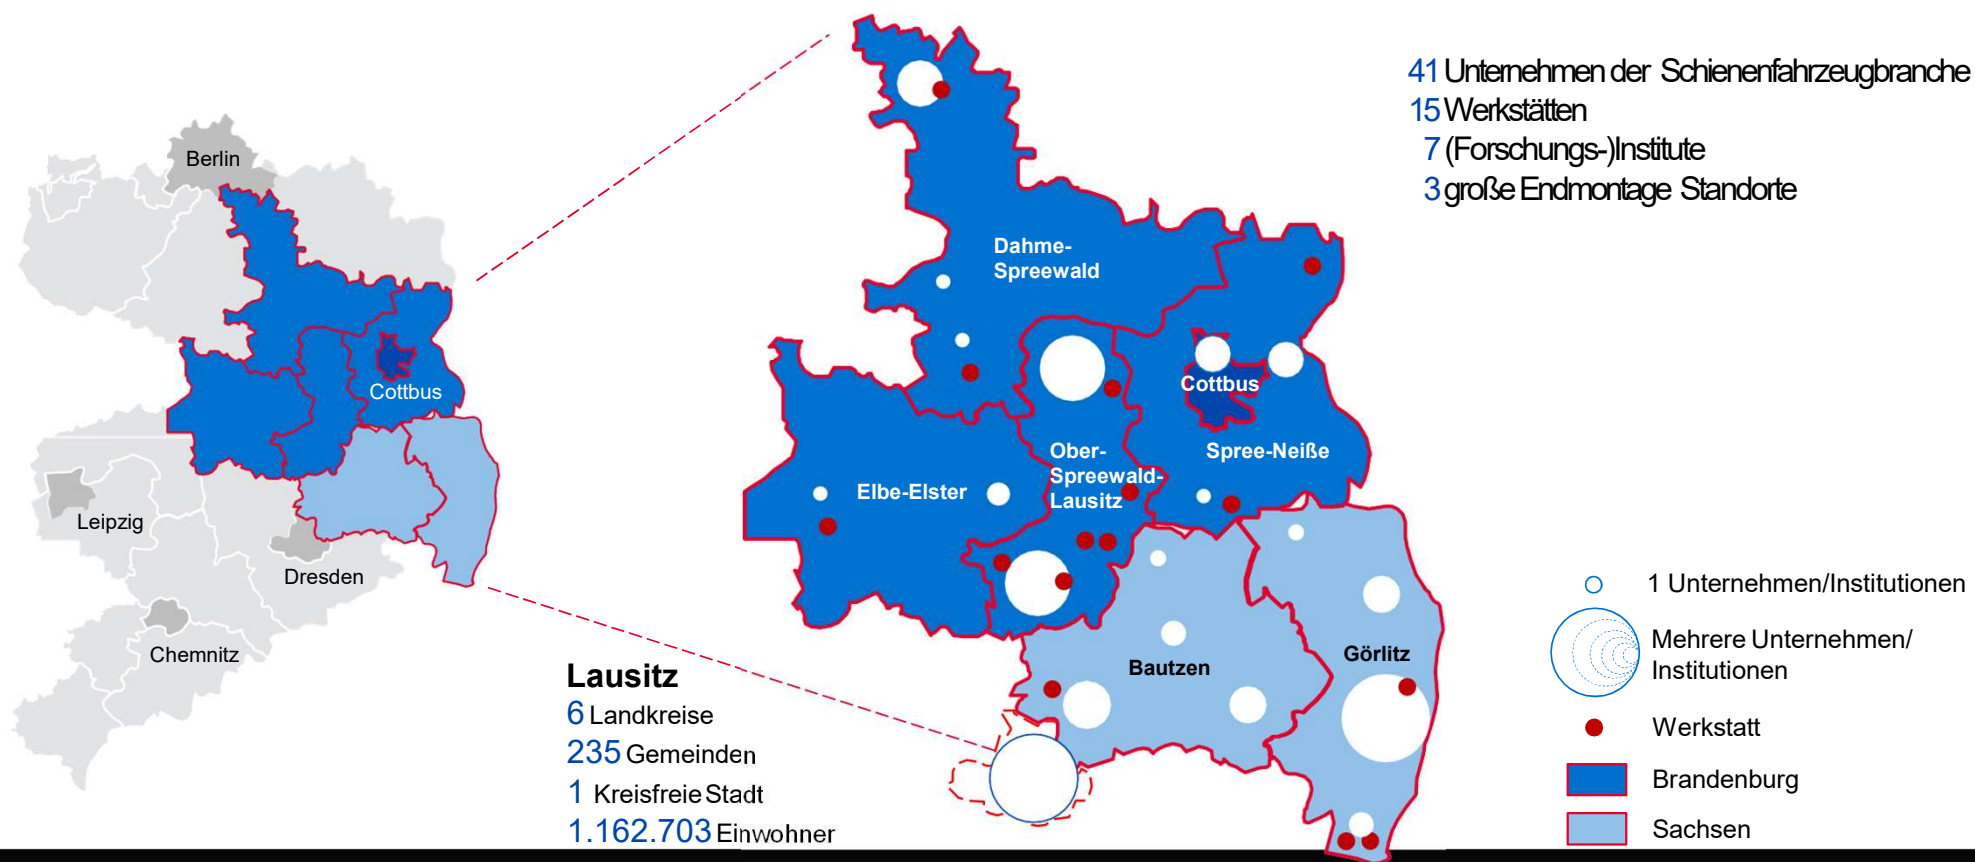 Berlin
Cottbus
Leipzig
Dresden
Chemnitz
Lausitz
6 Landkreise
235 Gemeinden
1 Kreisfreie Stadt
1.162.703 Einwohner
Dahme-
Spreewald
Cottbus
Spree-Neiße
Ober-
Spreewald-
Lausitz
Elbe-Elster
Bautzen
Görlitz
41 Unternehmen der Schienenfahrzeugbranche
15 Werkstätten
7 (Forschungs-)Institute
3 große Endmontage Standorte
1 Unternehmen/Institutionen
Mehrere Unternehmen/
Institutionen
Werkstatt
Brandenburg
Sachsen